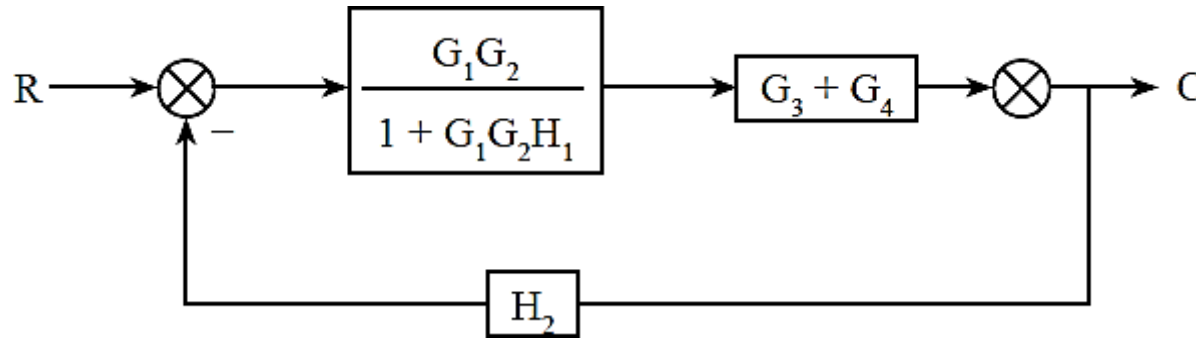 G₁G₂
R
G₃ + G₄
C
1 + G₁G₂H₁
−
H₂